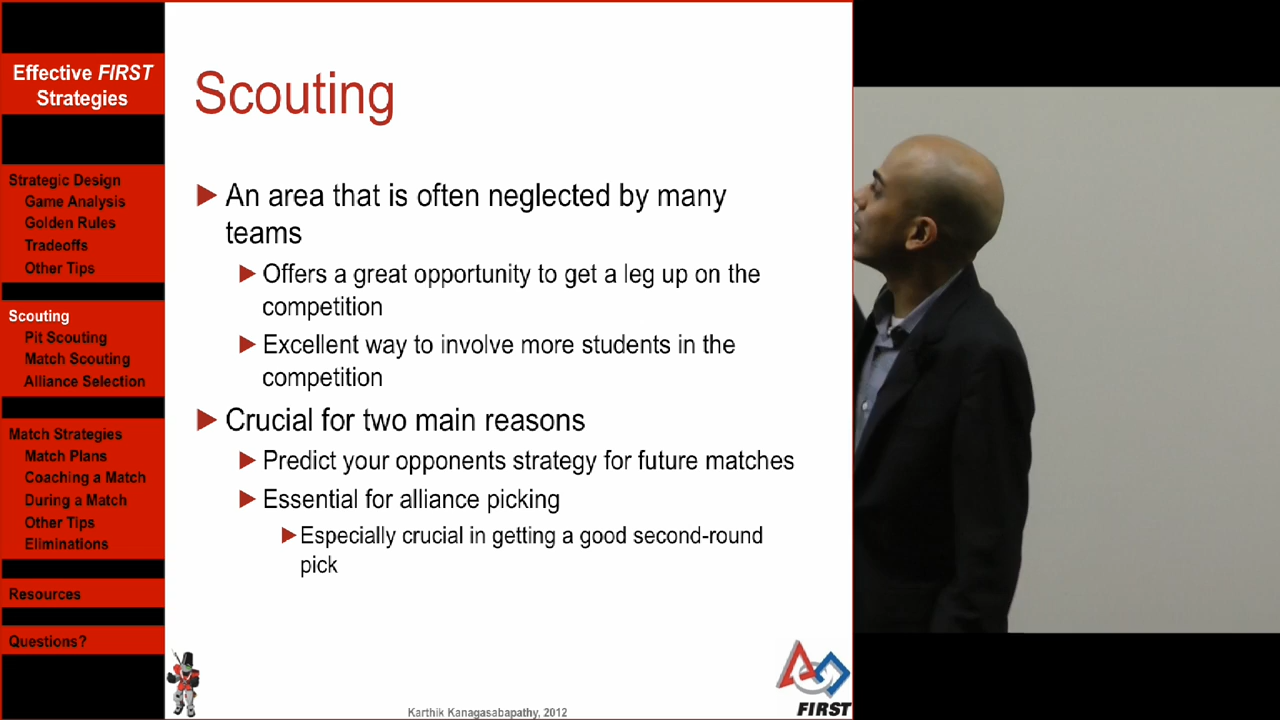 Effective FIRST
Strategies
Strategic Design
Game Analysis
Golden Rules
Tradeoffs
Other Tips
Scouting
Pit Scouting
Match Scouting
Alliance Selection
Match Strategies
Match Plans
Coaching a Match
During a Match
Other Tips
Eliminations
Resources
Questions?
Scouting
An area that is often neglected by many
teams
Offers a great opportunity to get a leg up on the
competition
Excellent way to involve more students in the
competition
Crucial for two main reasons
Predict your opponents strategy for future matches
Essential for alliance picking
Especially crucial in getting a good second-round
pick
Karthik Kanagasabapathy, 2012
FIRST